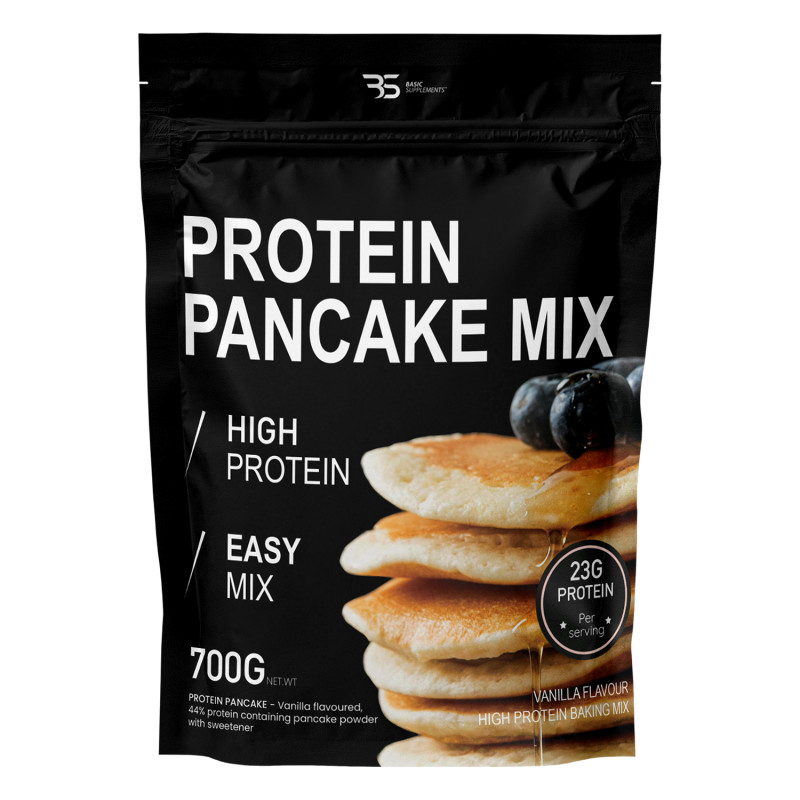 BS BASIC
SUPPLEMENTS™
PROTEIN
PANCAKE MIX
HIGH
PROTEIN
EASY
MIX
23G
PROTEIN
Per
serving
700G NET.WT
PROTEIN PANCAKE - Vanilla flavoured,
44% protein containing pancake powder
with sweetener
VANILLA FLAVOUR
HIGH PROTEIN BAKING MIX